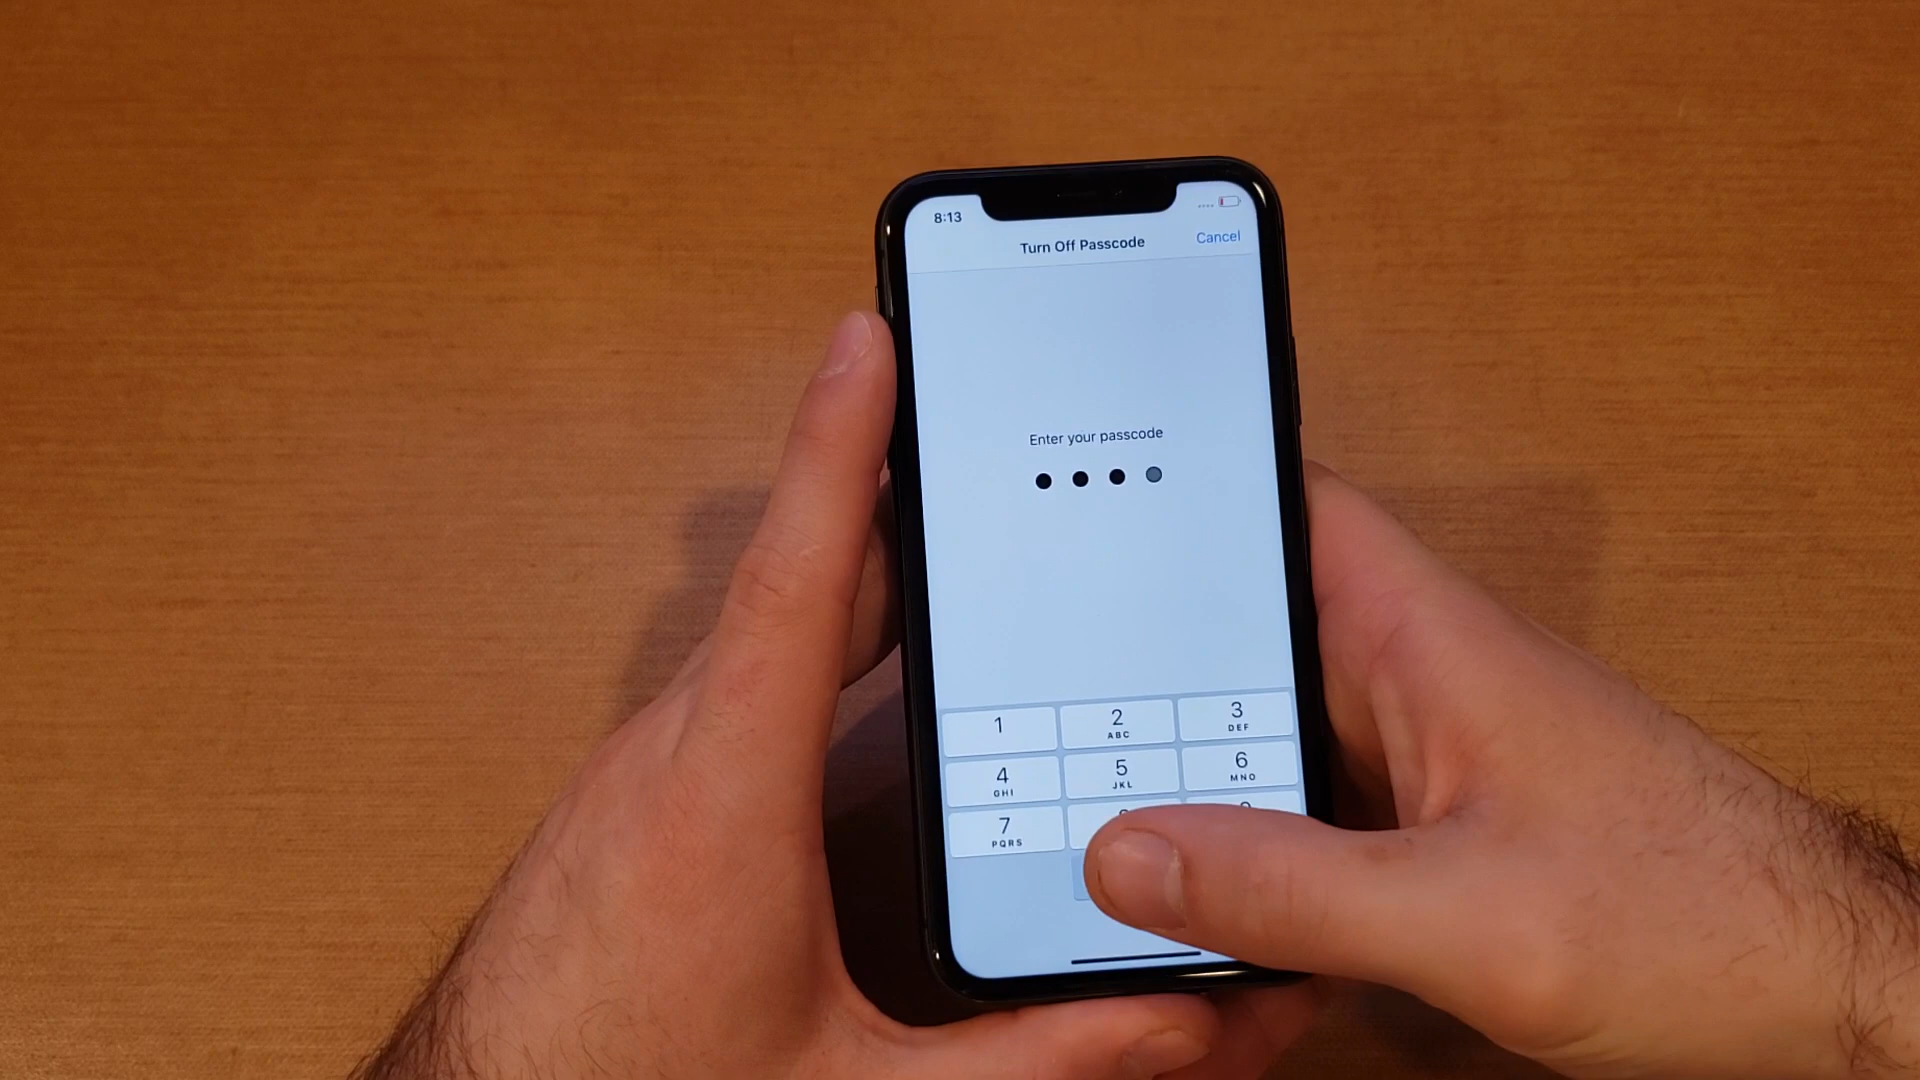 8:13
Turn Off Passcode
Cancel
Enter your passcode
1
2
ABC
3
DEF
4
GHI
5
JKL
6
MNO
7
PQRS